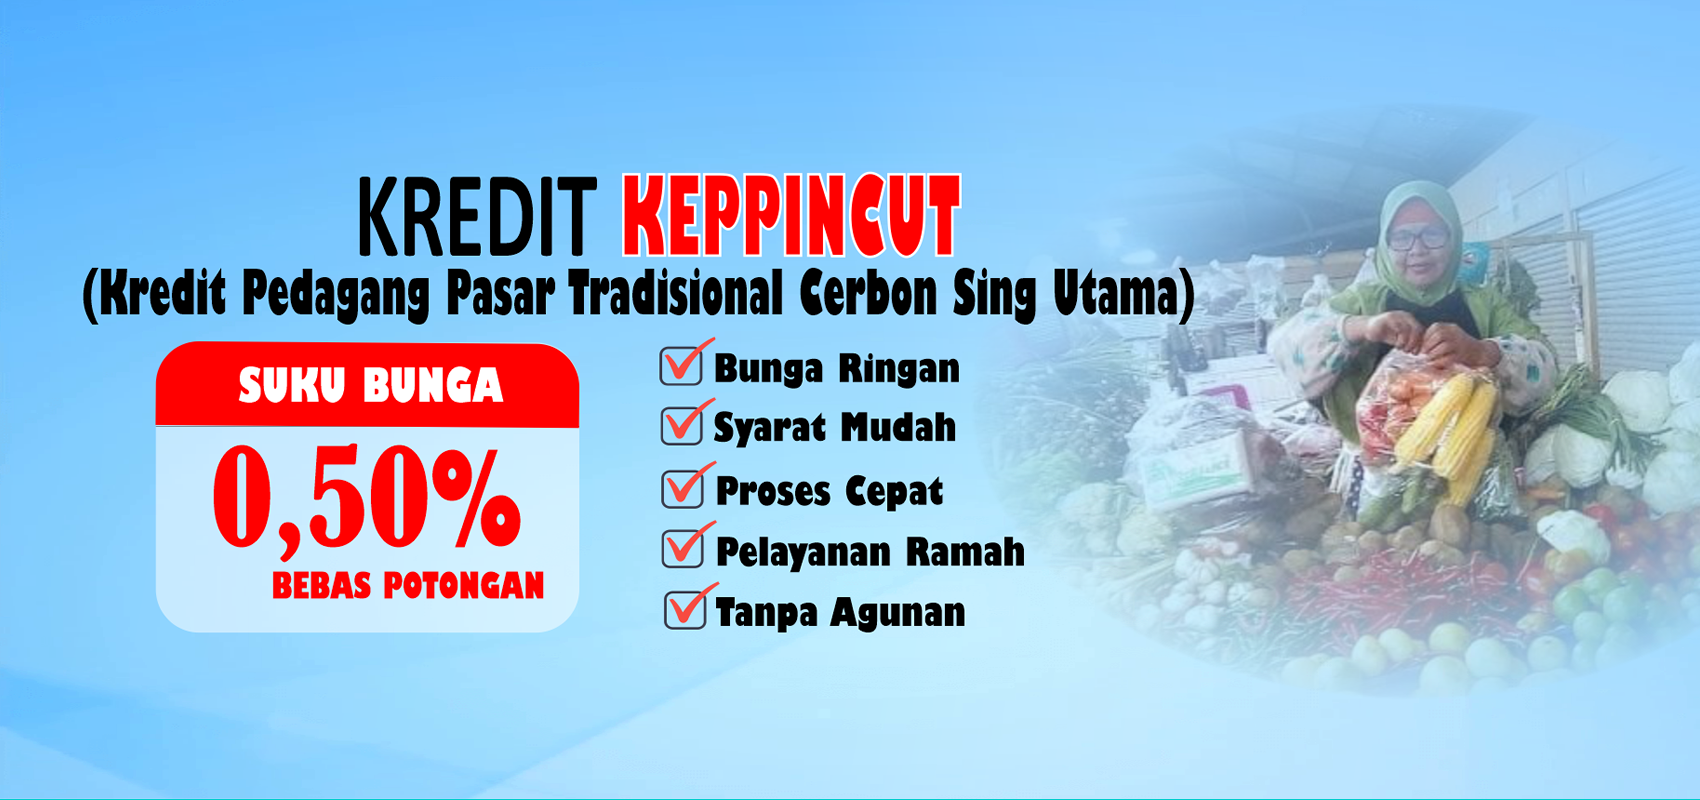 KREDIT KEPPINCUT
(Kredit Pedagang Pasar Tradisional Cerbon Sing Utama)
SUKU BUNGA
0,50%
BEBAS POTONGAN
Bunga Ringan
Syarat Mudah
Proses Cepat
Pelayanan Ramah
Tanpa Agunan